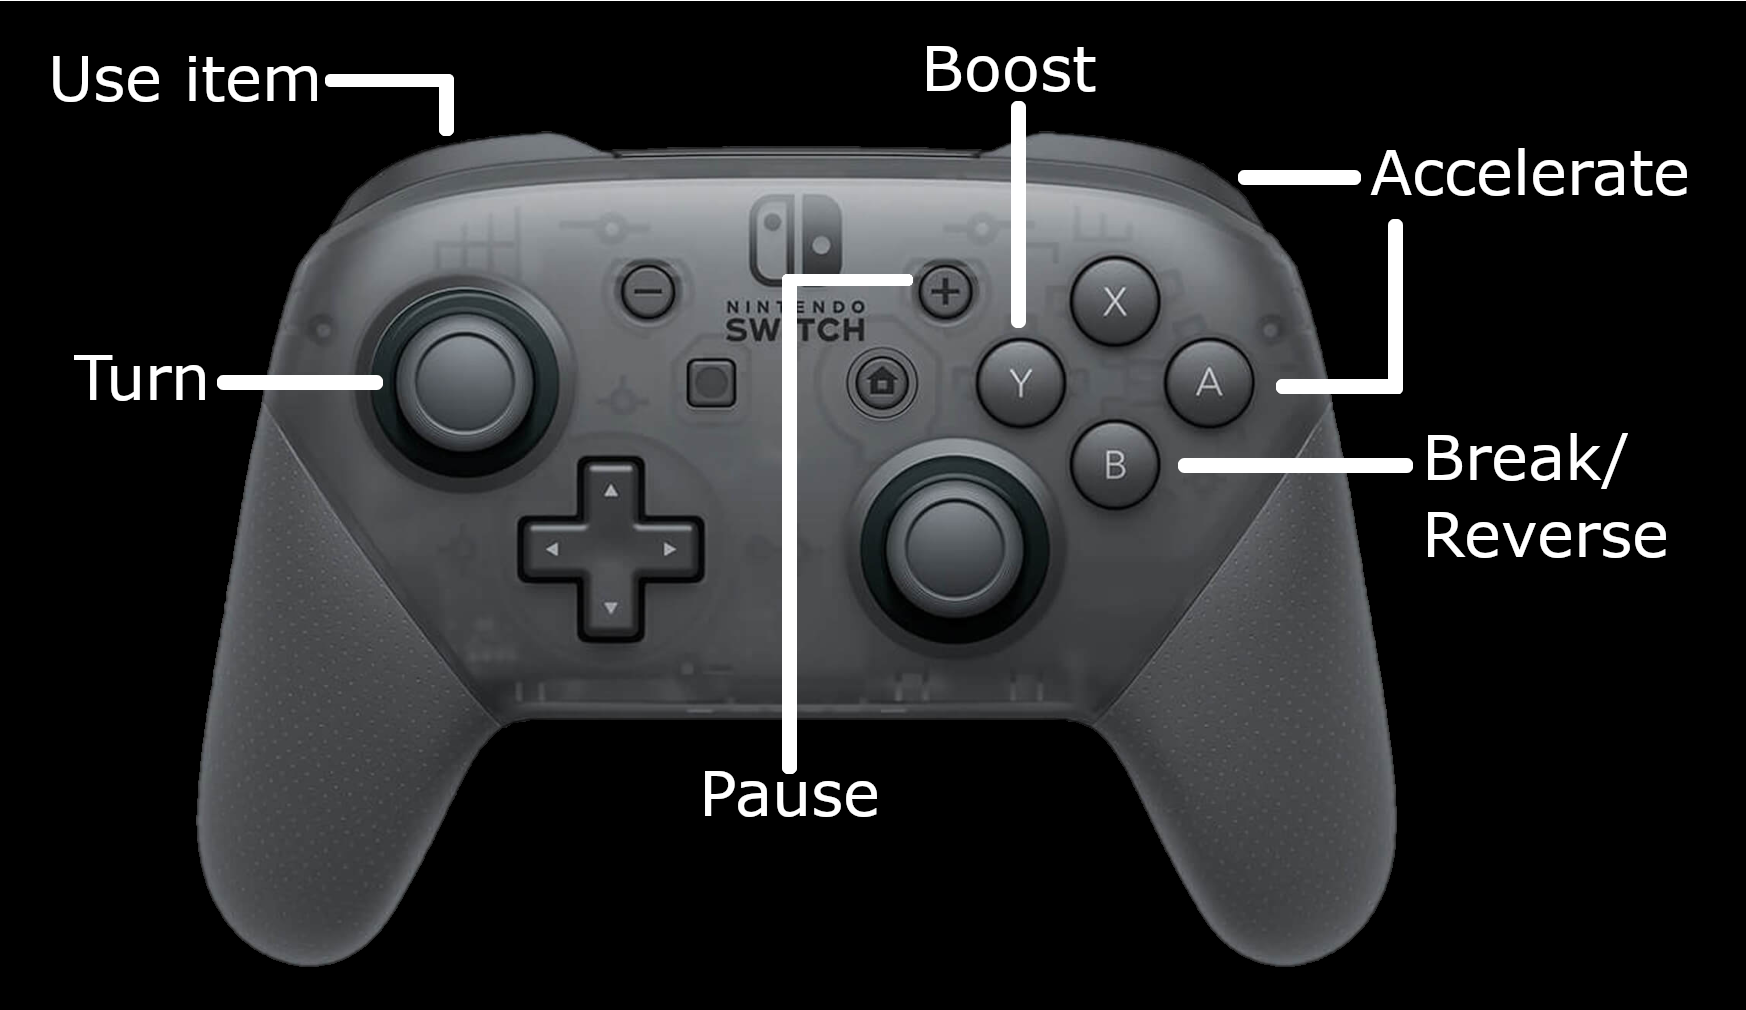 Use item
Boost
Accelerate
NINTENDO
SWITCH
X
Turn
Y
A
B
Break/
Reverse
Pause